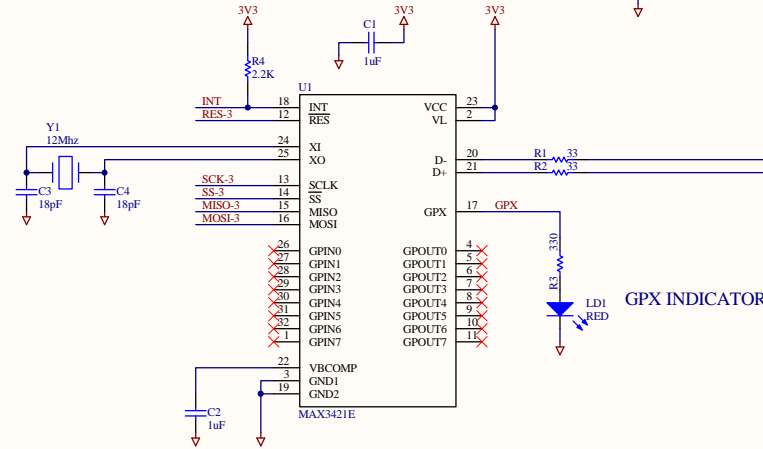 3V3 3V3 3V3
C1
1uF
R4
2.2K
U1
INT 18 INT VCC 23
RES-3 12 RES VL 2
Y1
12Mhz
24 XI
25 XO D- 20 R1 33
D+ 21 R2 33
C3 C4
18pF 18pF
SCK-3 13 SCLK
SS-3 14 SS
MISO-3 15 MISO GPX 17 GPX
MOSI-3 16 MOSI
330
R3
26 GPIN0 GPOUT0 4
27 GPIN1 GPOUT1 5
28 GPIN2 GPOUT2 6
29 GPIN3 GPOUT3 7
30 GPIN4 GPOUT4 8
31 GPIN5 GPOUT5 9
32 GPIN6 GPOUT6 10
1 GPIN7 GPOUT7 11
LD1
RED
GPX INDICATOR
22 VBCOMP
3 GND1
19 GND2
C2
1uF
MAX3421E